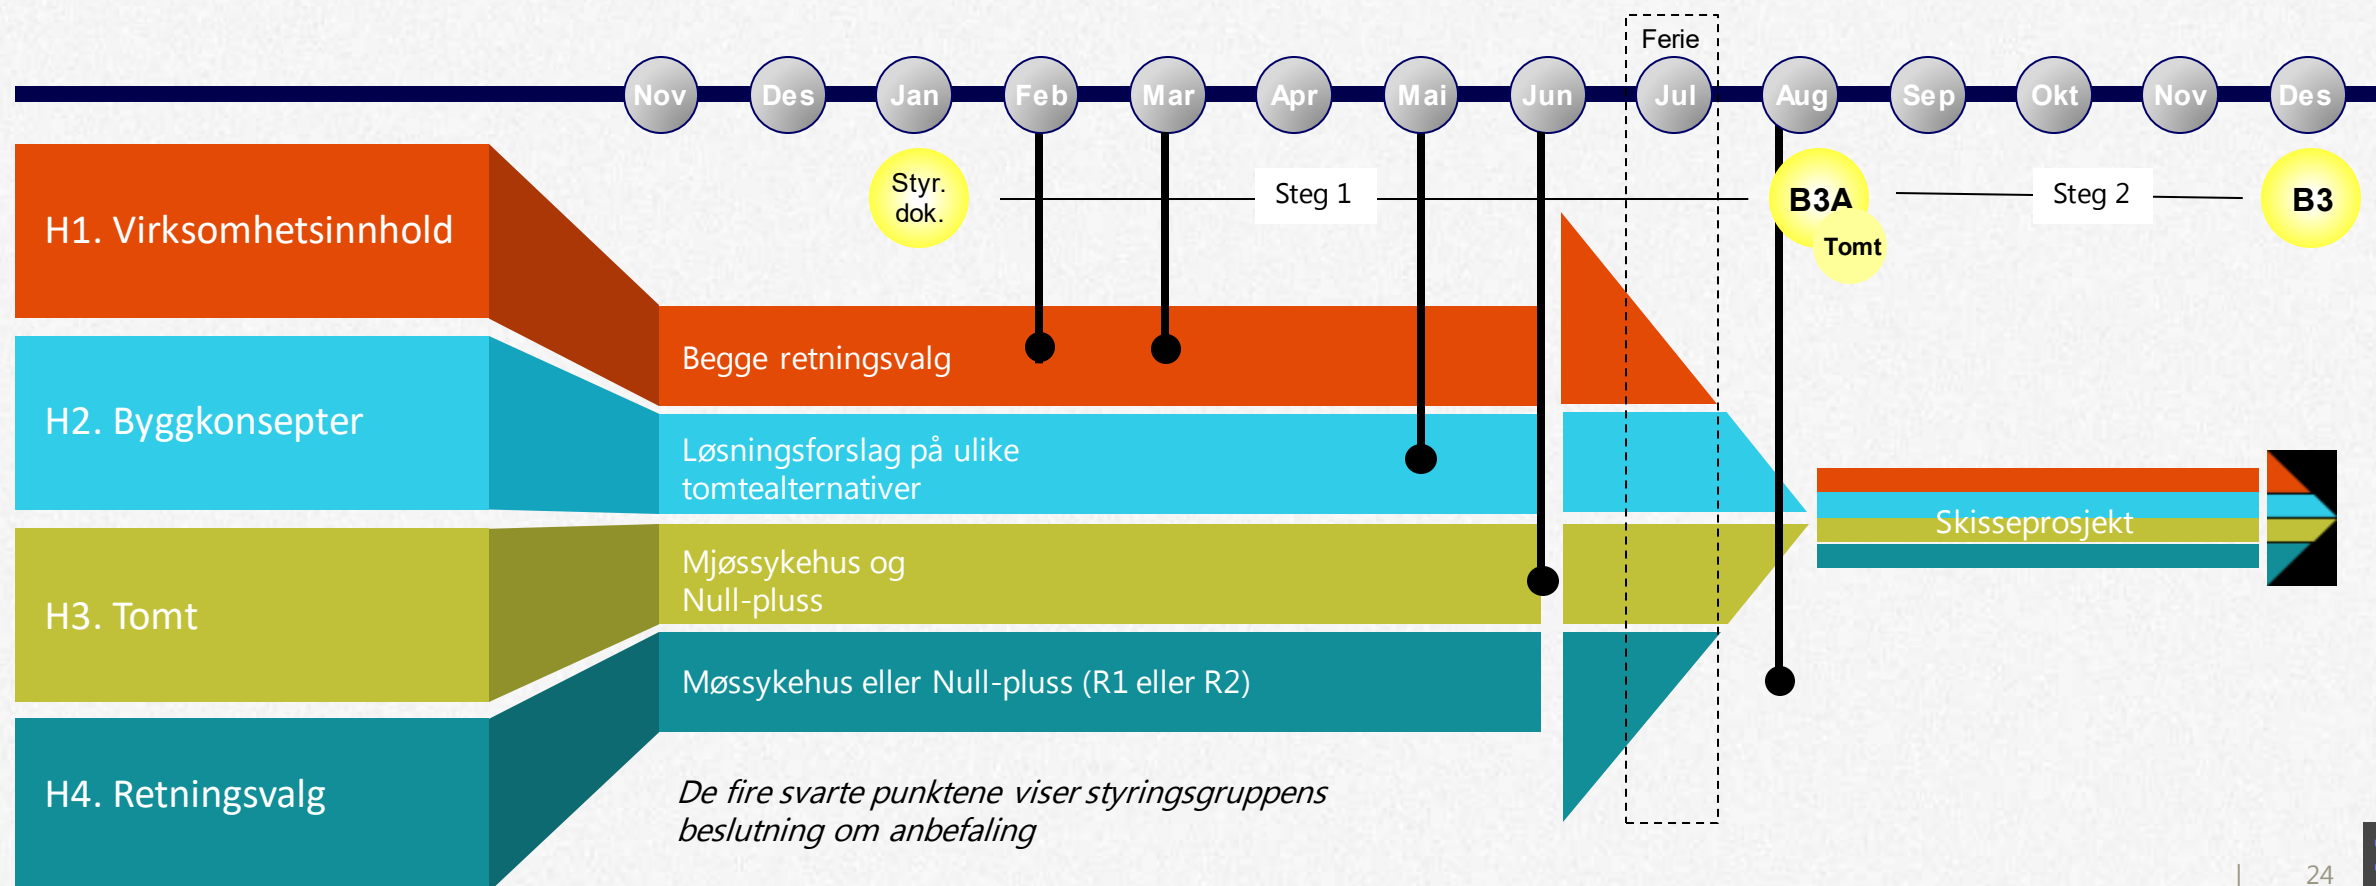 Ferie
Nov Des Jan Feb Mar Apr Mai Jun Jul Aug Sep Okt Nov Des
Styr.
dok.
Steg 1
B3A
Tomt
Steg 2
B3
H1. Virksomhetsinnhold
Begge retningsvalg
H2. Byggkonsepter
Løsningsforslag på ulike
tomtealternativer
Skisseprosjekt
H3. Tomt
Mjøssykehus og
Null-pluss
H4. Retningsvalg
Møssykehus eller Null-pluss (R1 eller R2)
De fire svarte punktene viser styringsgruppens
beslutning om anbefaling
| 24